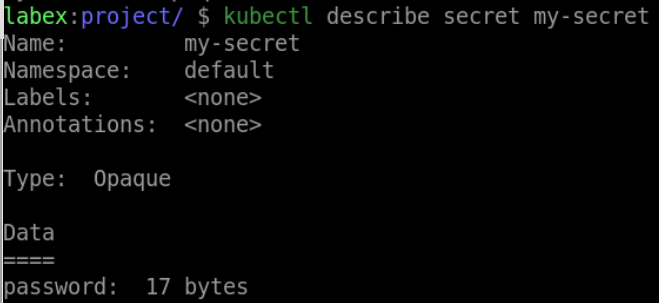 labex:project/ $ kubectl describe secret my-secret
Name:         my-secret
Namespace:    default
Labels:       <none>
Annotations:  <none>

Type:  Opaque

Data
====
password:  17 bytes